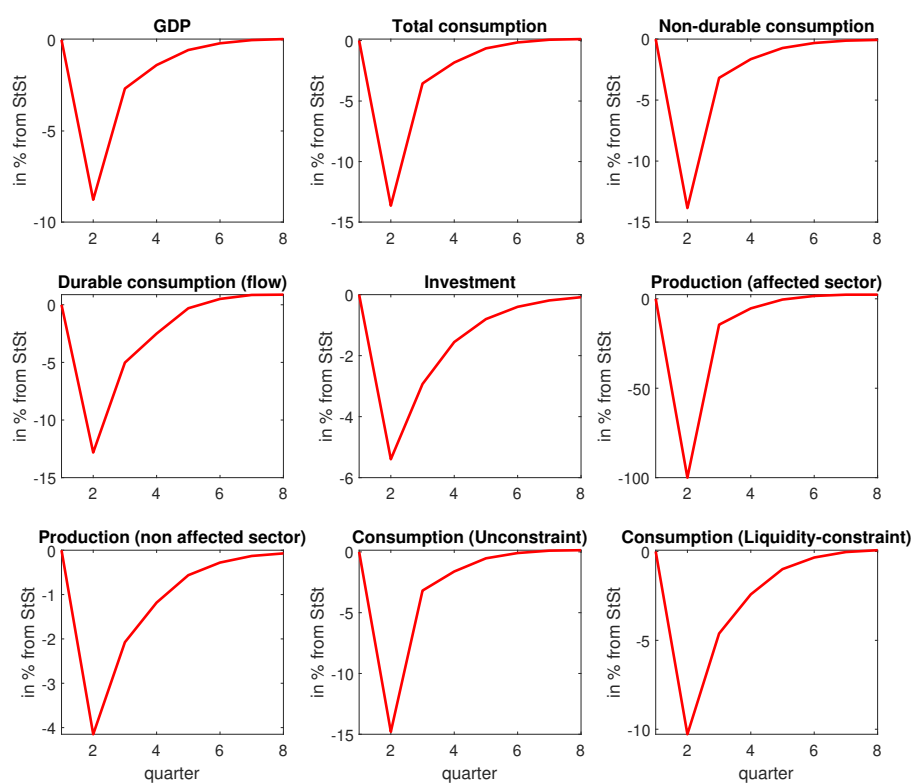 GDP
in % from StSt
0
-5
-10
2 4 6 8
Total consumption
in % from StSt
0
-5
-10
-15
2 4 6 8
Non-durable consumption
in % from StSt
0
-5
-10
-15
2 4 6 8
Durable consumption (flow)
in % from StSt
0
-5
-10
-15
2 4 6 8
Investment
in % from StSt
0
-2
-4
-6
2 4 6 8
Production (affected sector)
in % from StSt
0
-50
-100
2 4 6 8
Production (non affected sector)
in % from StSt
0
-1
-2
-3
-4
2 4 6 8
quarter
Consumption (Unconstraint)
in % from StSt
0
-5
-10
-15
2 4 6 8
quarter
Consumption (Liquidity-constraint)
in % from StSt
0
-5
-10
2 4 6 8
quarter